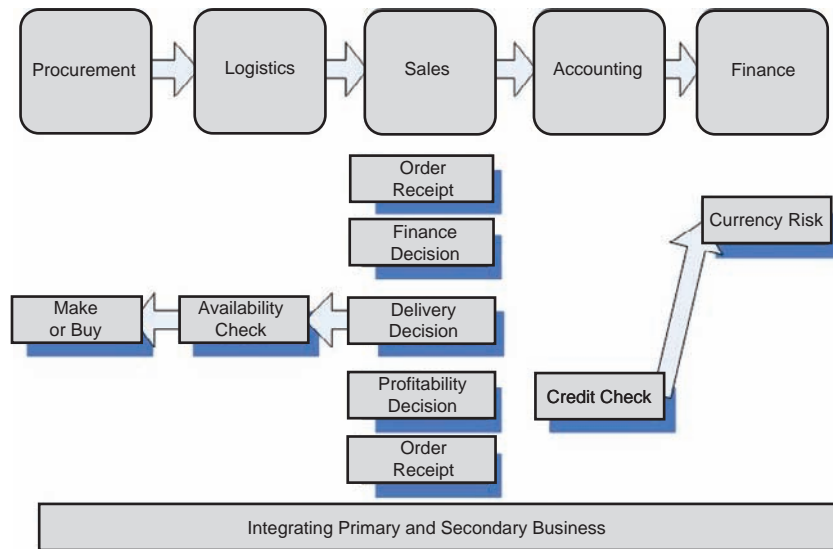 Procurement
Logistics
Sales
Accounting
Finance
Order
Receipt
Finance
Decision
Currency Risk
Make
or Buy
Availability
Check
Delivery
Decision
Profitability
Decision
Credit Check
Order
Receipt
Integrating Primary and Secondary Business